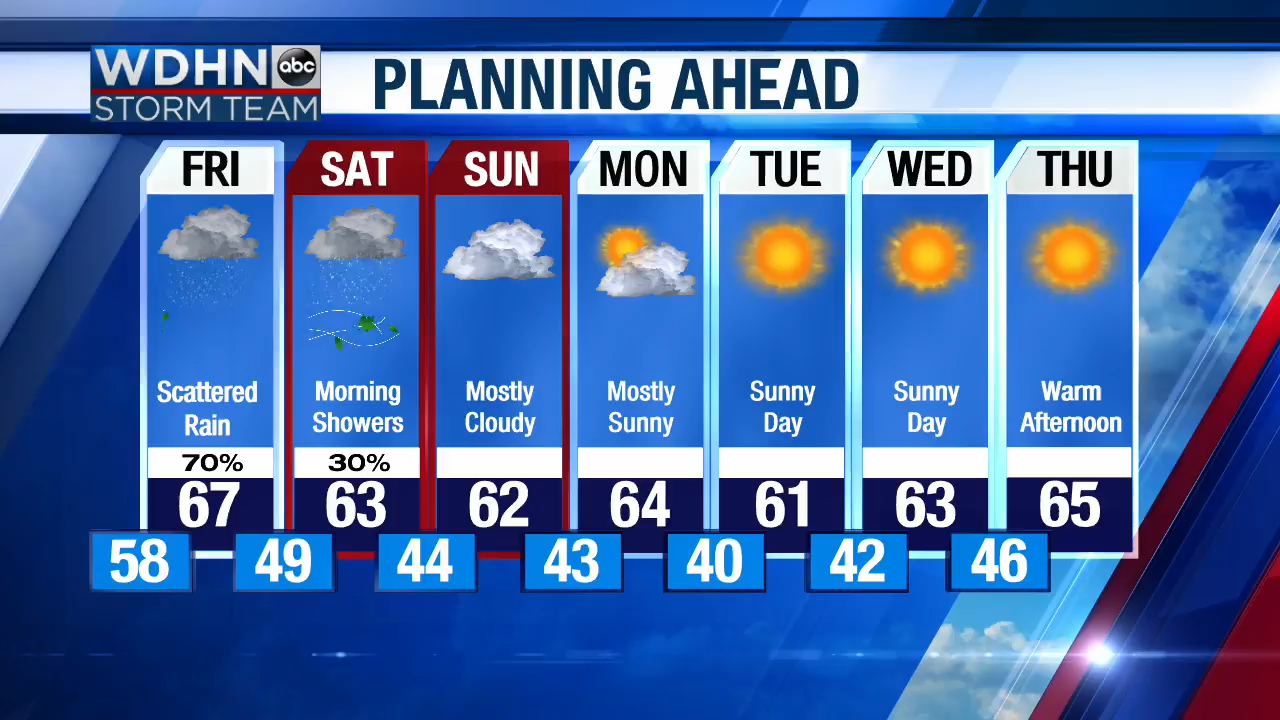 WDHN abc
STORM TEAM
PLANNING AHEAD
FRI SAT SUN MON TUE WED THU
Scattered Morning Mostly Mostly Sunny Sunny Warm
Rain Showers Cloudy Sunny Day Day Afternoon
70% 30%
67 63 62 64 61 63 65
58 49 44 43 40 42 46